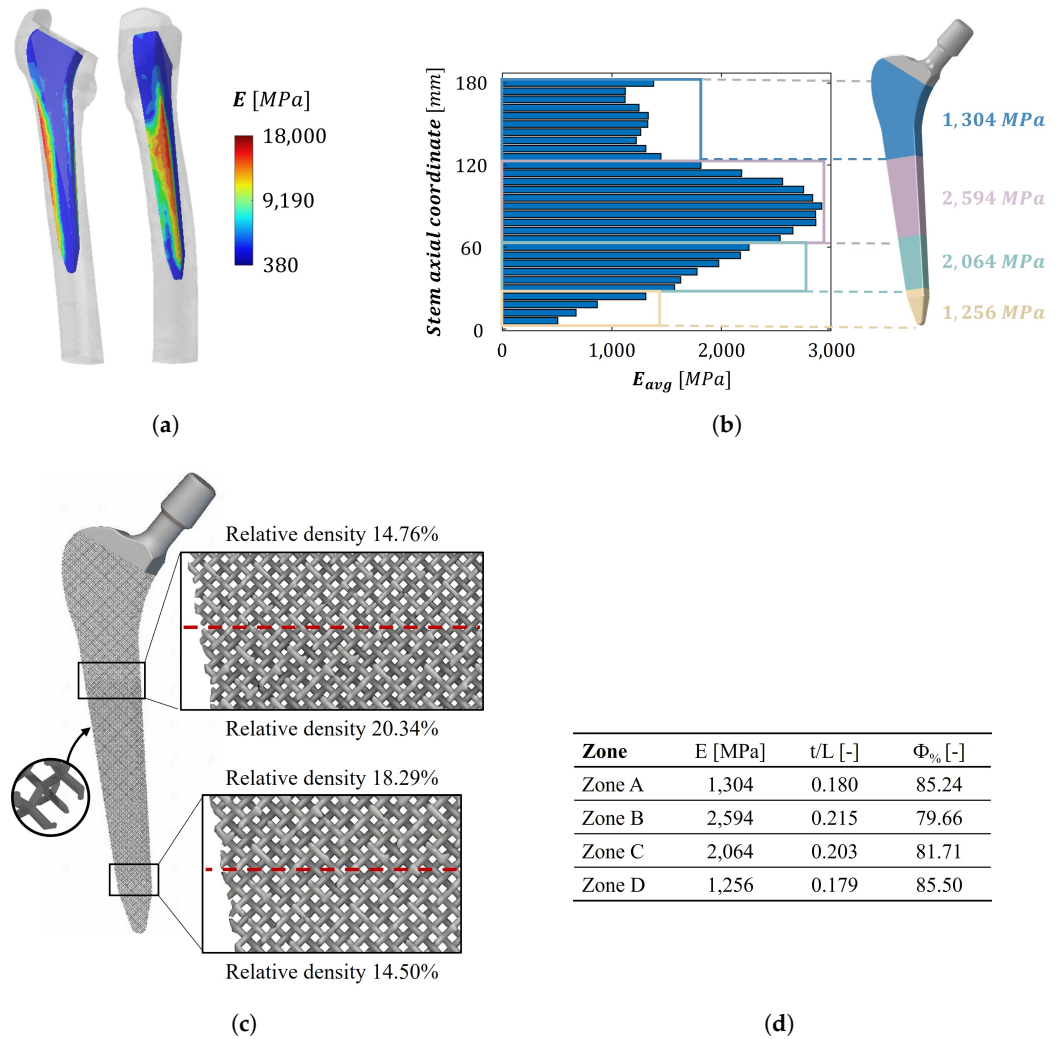 E [MPa]
18,000
9,190
380
(a)
Stem axial coordinate [mm]
180
120
60
0
0
1,000
2,000
3,000
E_avg [MPa]
1,304 MPa
2,594 MPa
2,064 MPa
1,256 MPa
(b)
Relative density 14.76%
Relative density 20.34%
Relative density 18.29%
Relative density 14.50%
(c)
Zone E [MPa] t/L [-] Φ% [-]
Zone A 1,304 0.180 85.24
Zone B 2,594 0.215 79.66
Zone C 2,064 0.203 81.71
Zone D 1,256 0.179 85.50
(d)